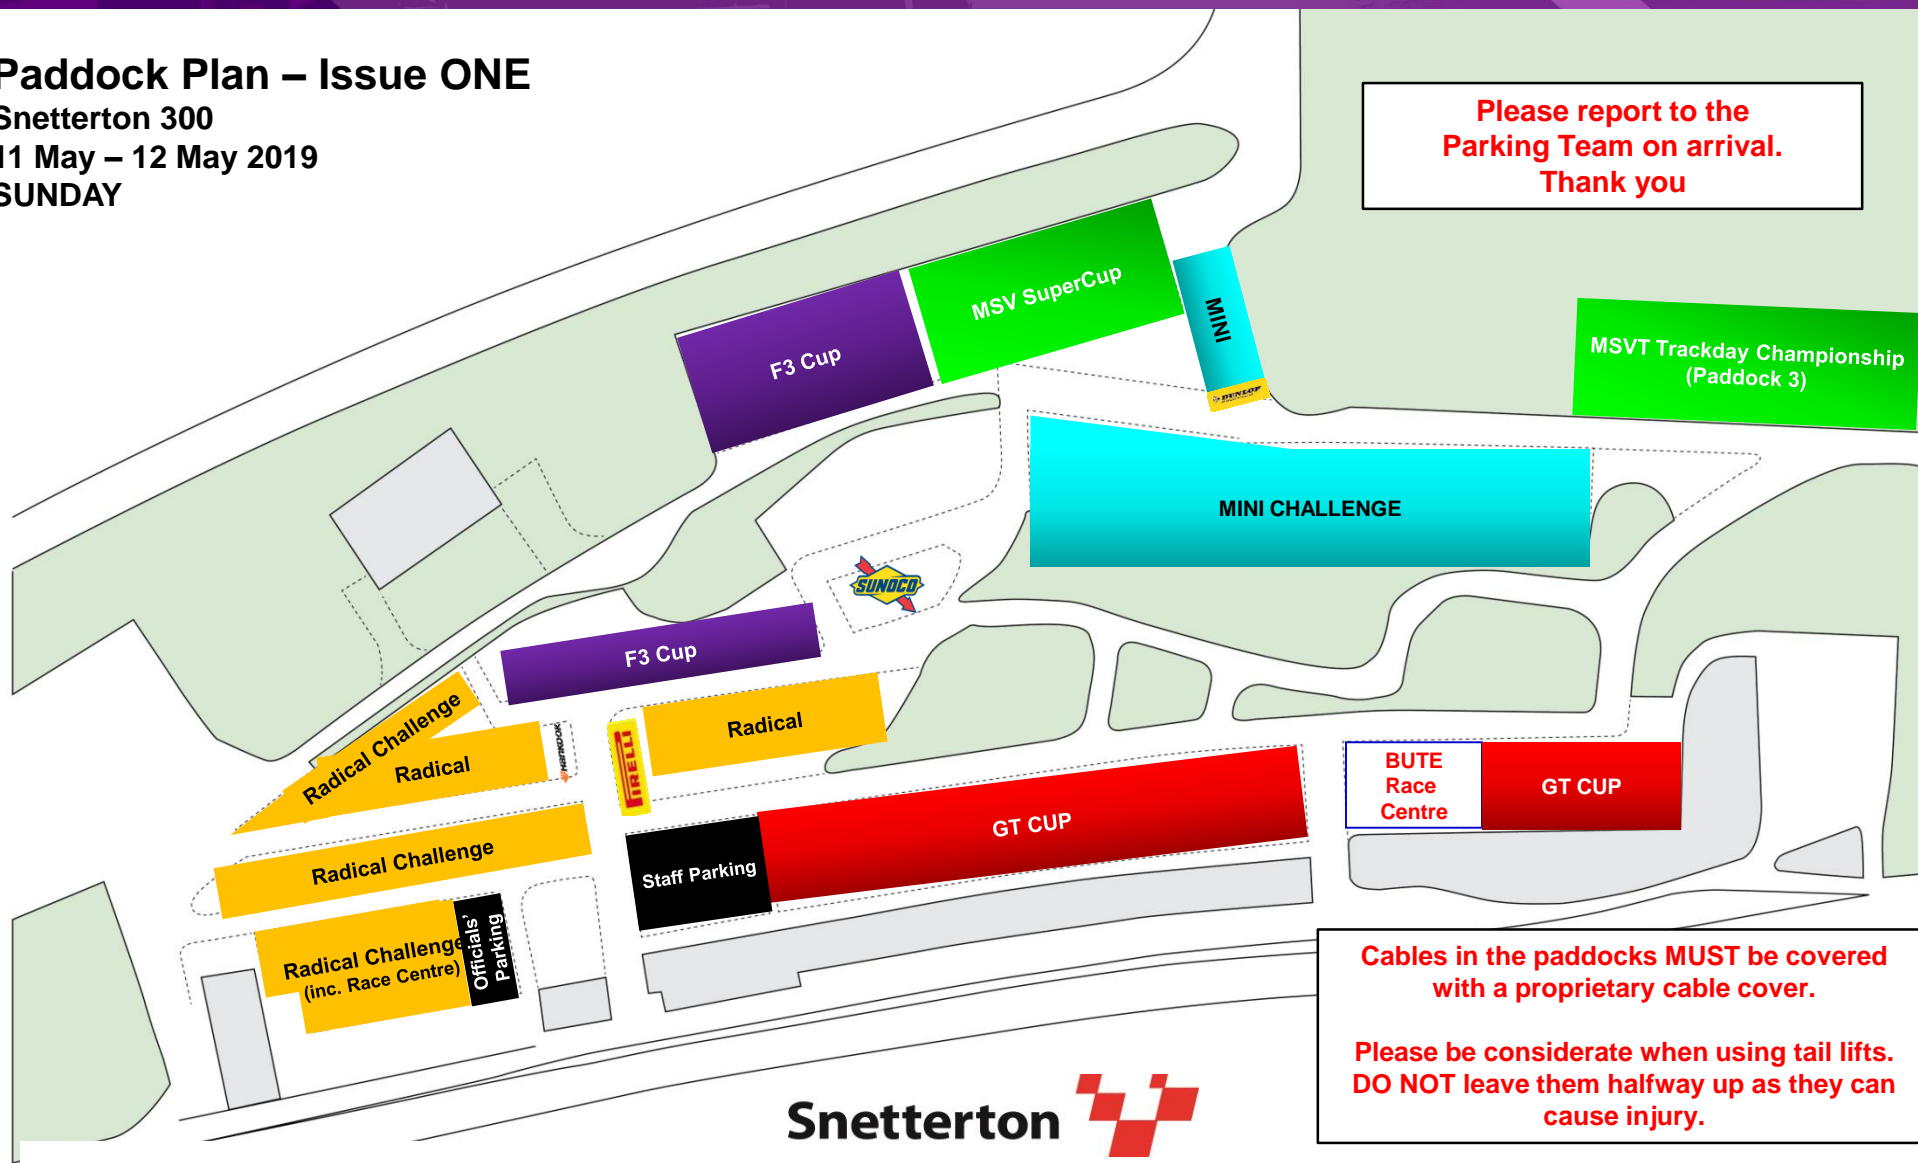 Paddock Plan – Issue ONE
Snetterton 300
11 May – 12 May 2019
SUNDAY
Please report to the
Parking Team on arrival.
Thank you
MSV SuperCup
MINI
F3 Cup
DUNLOP
MSVT Trackday Championship
(Paddock 3)
MINI CHALLENGE
SUNOCO
F3 Cup
Radical Challenge
Radical
HANKOOK
PIRELLI
Radical
GT CUP
BUTE
Race
Centre
GT CUP
Radical Challenge
Staff Parking
Radical Challenge
(inc. Race Centre)
Officials'
Parking
Cables in the paddocks MUST be covered
with a proprietary cable cover.
Please be considerate when using tail lifts.
DO NOT leave them halfway up as they can
cause injury.
Snetterton